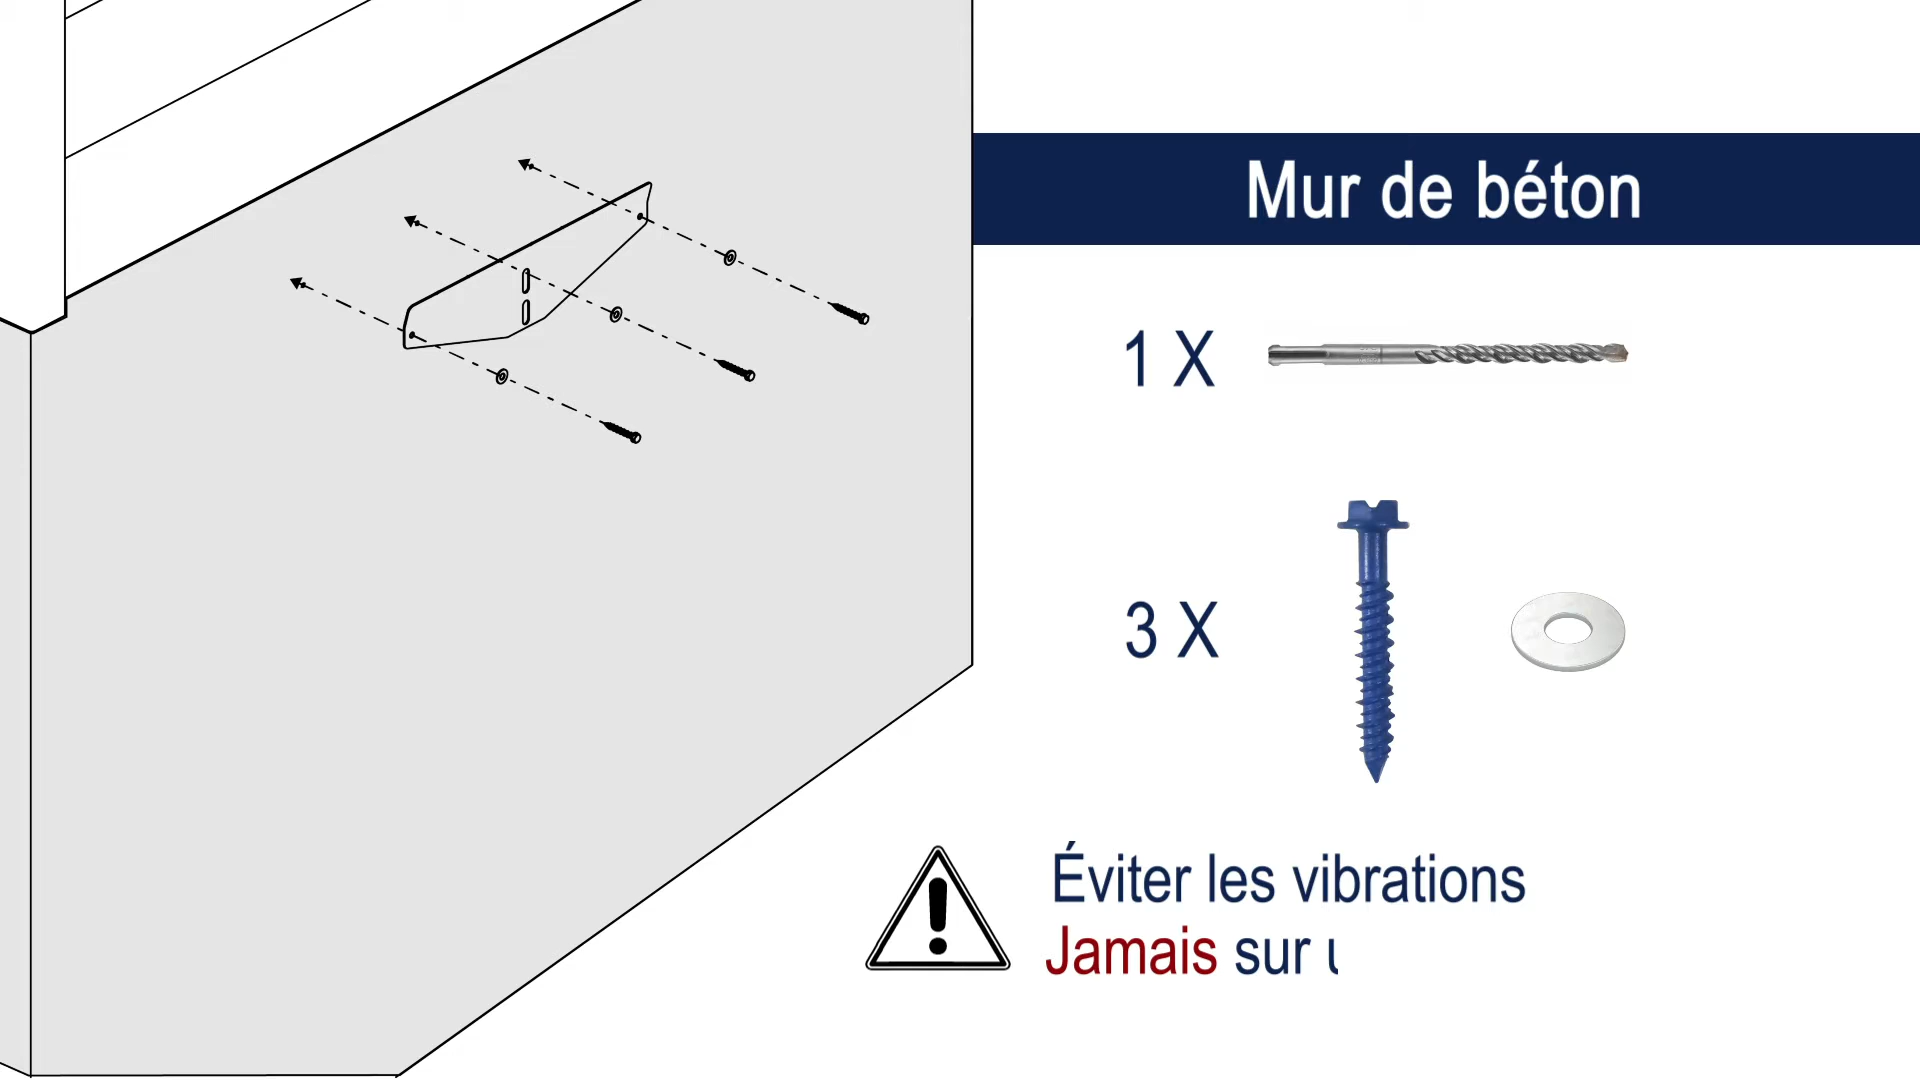 Mur de béton
1 X
3 X
Éviter les vibrations
Jamais sur